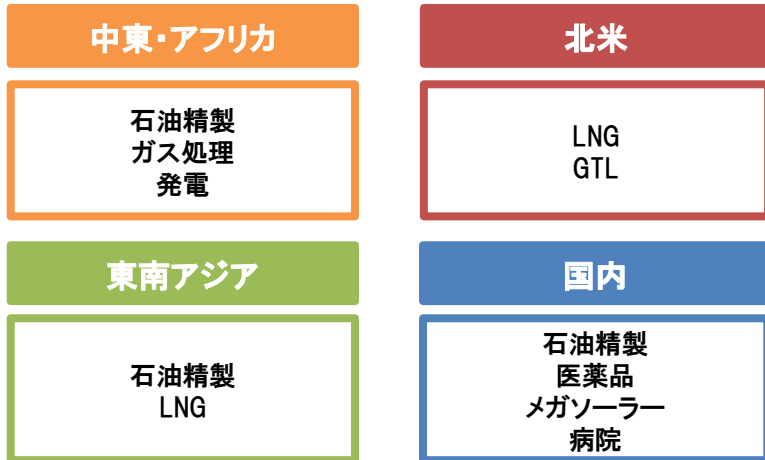 中東・アフリカ
石油精製
ガス処理
発電
北米
LNG
GTL
東南アジア
石油精製
LNG
国内
石油精製
医薬品
メガソーラー
病院